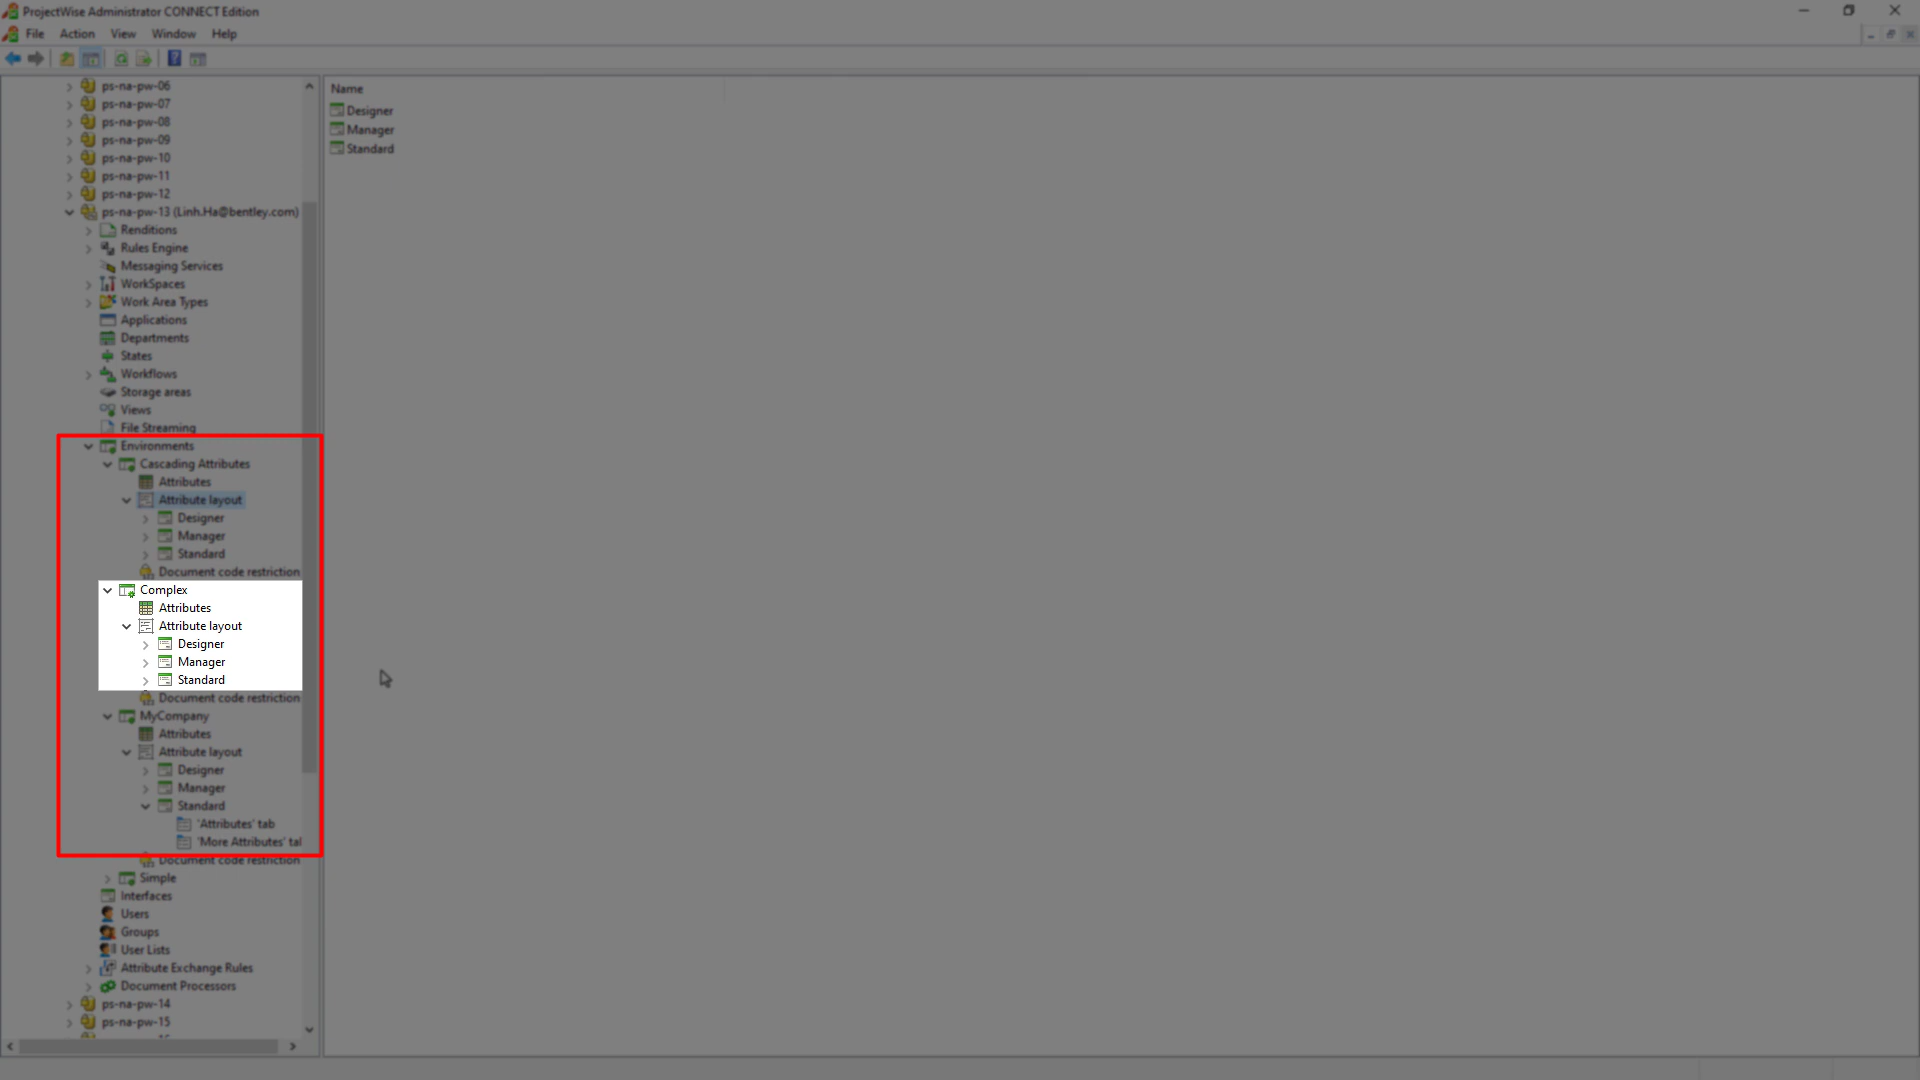 ProjectWise Administrator CONNECT Edition
File Action View Window Help
ps-na-pw-06
ps-na-pw-07
ps-na-pw-08
ps-na-pw-09
ps-na-pw-10
ps-na-pw-11
ps-na-pw-12
ps-na-pw-13 (Linh.Ha@bentley.com)
Renditions
Rules Engine
Messaging Services
WorkSpaces
Work Area Types
Applications
Departments
States
Workflows
Storage areas
Views
File Streaming
Environments
Cascading Attributes
Attributes
Attribute layout
Designer
Manager
Standard
Document code restriction
Complex
Attributes
Attribute layout
Designer
Manager
Standard
Document code restriction
MyCompany
Attributes
Attribute layout
Designer
Manager
Standard
'Attributes' tab
'More Attributes' tal
Document code restriction
Simple
Interfaces
Users
Groups
User Lists
Attribute Exchange Rules
Document Processors
ps-na-pw-14
ps-na-pw-15
Name
Designer
Manager
Standard